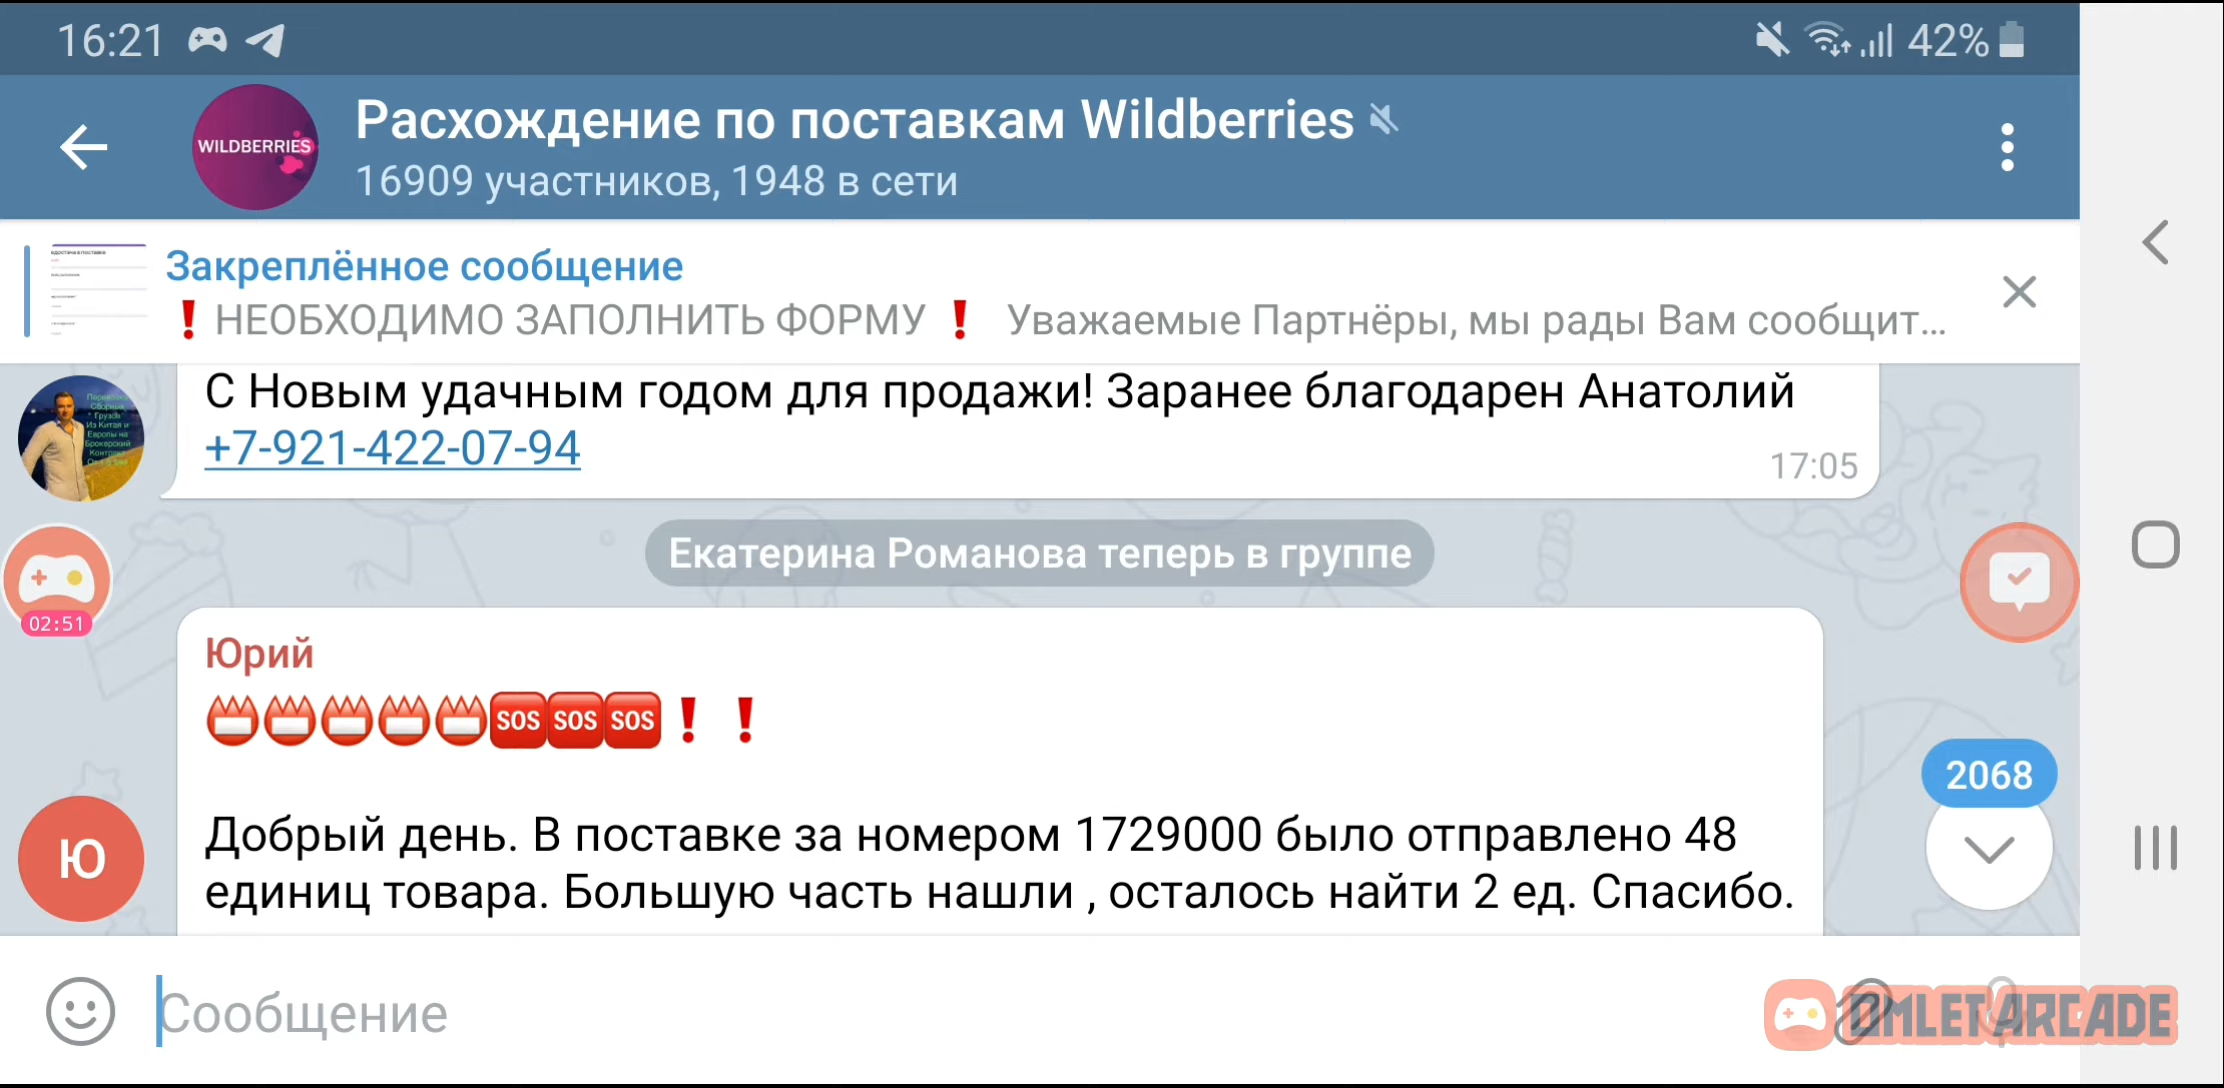 16:21
42%
WILDBERRIES
Расхождение по поставкам Wildberries
16909 участников, 1948 в сети
Закреплённое сообщение
❗ НЕОБХОДИМО ЗАПОЛНИТЬ ФОРМУ ❗ Уважаемые Партнёры, мы рады Вам сообщит...
С Новым удачным годом для продажи! Заранее благодарен Анатолий
+7-921-422-07-94
17:05
Екатерина Романова теперь в группе
02:51
Юрий
📛📛📛📛📛🆘🆘🆘❗❗
2068
Добрый день. В поставке за номером 1729000 было отправлено 48
единиц товара. Большую часть нашли , осталось найти 2 ед. Спасибо.
Ю
Сообщение
OMLET ARCADE